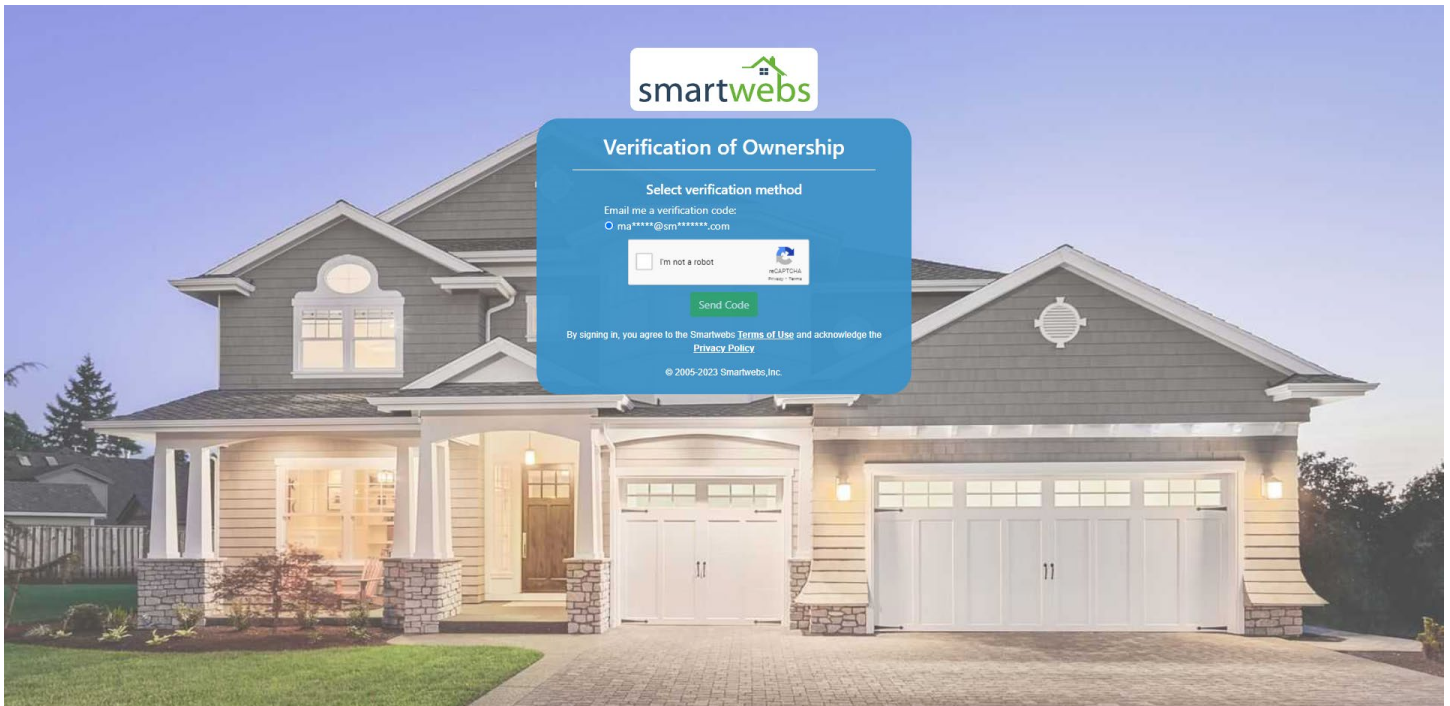 smartwebs
Verification of Ownership
Select verification method
Email me a verification code:
ma*****@sm*******.com
I'm not a robot
reCAPTCHA
Privacy - Terms
Send Code
By signing in, you agree to the Smartwebs Terms of Use and acknowledge the
Privacy Policy
© 2005-2023 Smartwebs,Inc.